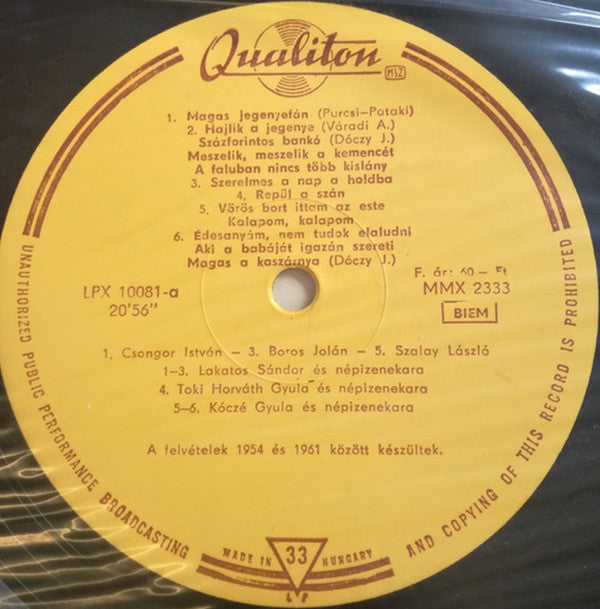 Qualiton
MSZ
1. Magas jegenyefán (Purcsi-Pataki)
2. Hajlik a jegenye (Váradi A.)
Százforintos bankó (Dóczy J.)
Meszelik, meszelik a kemencét
A faluban nincs több kislány
3. Szerelmes a nap a holdba
4. Repül a szán
5. Vörös bort ittam az este
Kalapom, kalapom
6. Édesanyám, nem tudok elaludni
Aki a babáját igazán szereti
Magas a kaszárnya (Dóczy J.)
LPX 10081-a
20'56"
F. ár: 60.— Ft
MMX 2333
BIEM
1. Csongor István — 3. Boros Jolán — 5. Szalay László
1—3. Lakatos Sándor és népizenekara
4. Toki Horváth Gyula és népizenekara
5—6. Kóczé Gyula és népizenekara
A felvételek 1954 és 1961 között készültek.
UNAUTHORIZED PUBLIC PERFORMANCE BROADCASTING AND COPYING OF THIS RECORD IS PROHIBITED
MADE IN 33 HUNGARY
LP